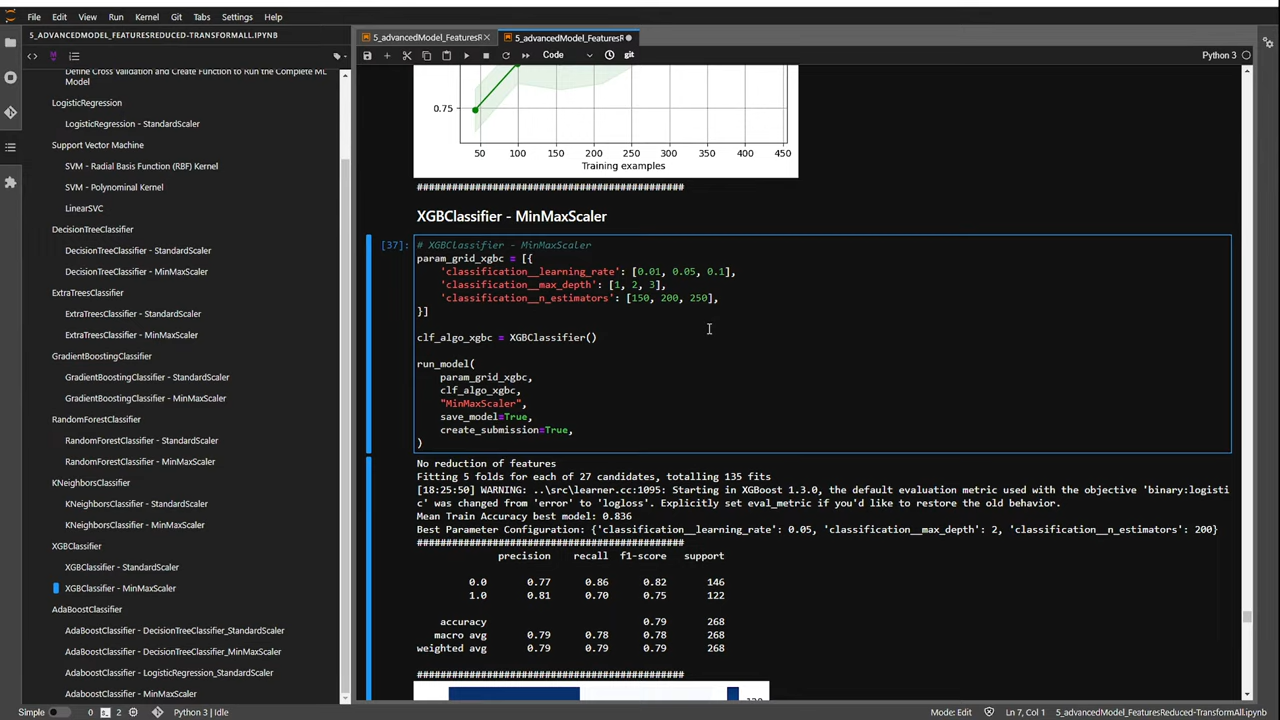 File Edit View Run Kernel Git Tabs Settings Help
5_ADVANCEDMODEL_FEATURESREDUCED-TRANSFORMALL.IPYNB
5_advancedModel_FeaturesR
5_advancedModel_FeaturesR
Code
git
Python 3
Define Cross Validation and Create Function to Run the Complete ML
Model
LogisticRegression
LogisticRegression - StandardScaler
Support Vector Machine
SVM - Radial Basis Function (RBF) Kernel
SVM - Polynominal Kernel
LinearSVC
DecisionTreeClassifier
DecisionTreeClassifier - StandardScaler
DecisionTreeClassifier - MinMaxScaler
ExtraTreesClassifier
ExtraTreesClassifier - StandardScaler
ExtraTreesClassifier - MinMaxScaler
GradientBoostingClassifier
GradientBoostingClassifier - StandardScaler
GradientBoostingClassifier - MinMaxScaler
RandomForestClassifier
RandomForestClassifier - StandardScaler
RandomForestClassifier - MinMaxScaler
KNeighborsClassifier
KNeighborsClassifier - StandardScaler
KNeighborsClassifier - MinMaxScaler
XGBClassifier
XGBClassifier - StandardScaler
XGBClassifier - MinMaxScaler
AdaBoostClassifier
AdaBoostClassifier - DecisionTreeClassifier_StandardScaler
AdaBoostClassifier - DecisionTreeClassifier_MinMaxScaler
AdaboostClassifier - LogisticRegression_StandardScaler
AdaboostClassifier - MinMaxScaler
0.75
50 100 150 200 250 300 350 400 450
Training examples
##############################################
XGBClassifier - MinMaxScaler
[37]:
# XGBClassifier - MinMaxScaler
param_grid_xgbc = [{
'classification__learning_rate': [0.01, 0.05, 0.1],
'classification__max_depth': [1, 2, 3],
'classification__n_estimators': [150, 200, 250],
}]
clf_algo_xgbc = XGBClassifier()
run_model(
param_grid_xgbc,
clf_algo_xgbc,
"MinMaxScaler",
save_model=True,
create_submission=True,
)
No reduction of features
Fitting 5 folds for each of 27 candidates, totalling 135 fits
[18:25:50] WARNING: ..\src\learner.cc:1095: Starting in XGBoost 1.3.0, the default evaluation metric used with the objective 'binary:logisti
c' was changed from 'error' to 'logloss'. Explicitly set eval_metric if you'd like to restore the old behavior.
Mean Train Accuracy best model: 0.836
Best Parameter Configuration: {'classification__learning_rate': 0.05, 'classification__max_depth': 2, 'classification__n_estimators': 200}
##############################################
precision recall f1-score support
0.0 0.77 0.86 0.82 146
1.0 0.81 0.70 0.75 122
accuracy 0.79 268
macro avg 0.79 0.78 0.78 268
weighted avg 0.79 0.79 0.79 268
##############################################
Simple 0 2 Python 3 | Idle Mode: Edit Ln 7, Col 1 5_advancedModel_FeaturesReduced-TransformAll.ipynb